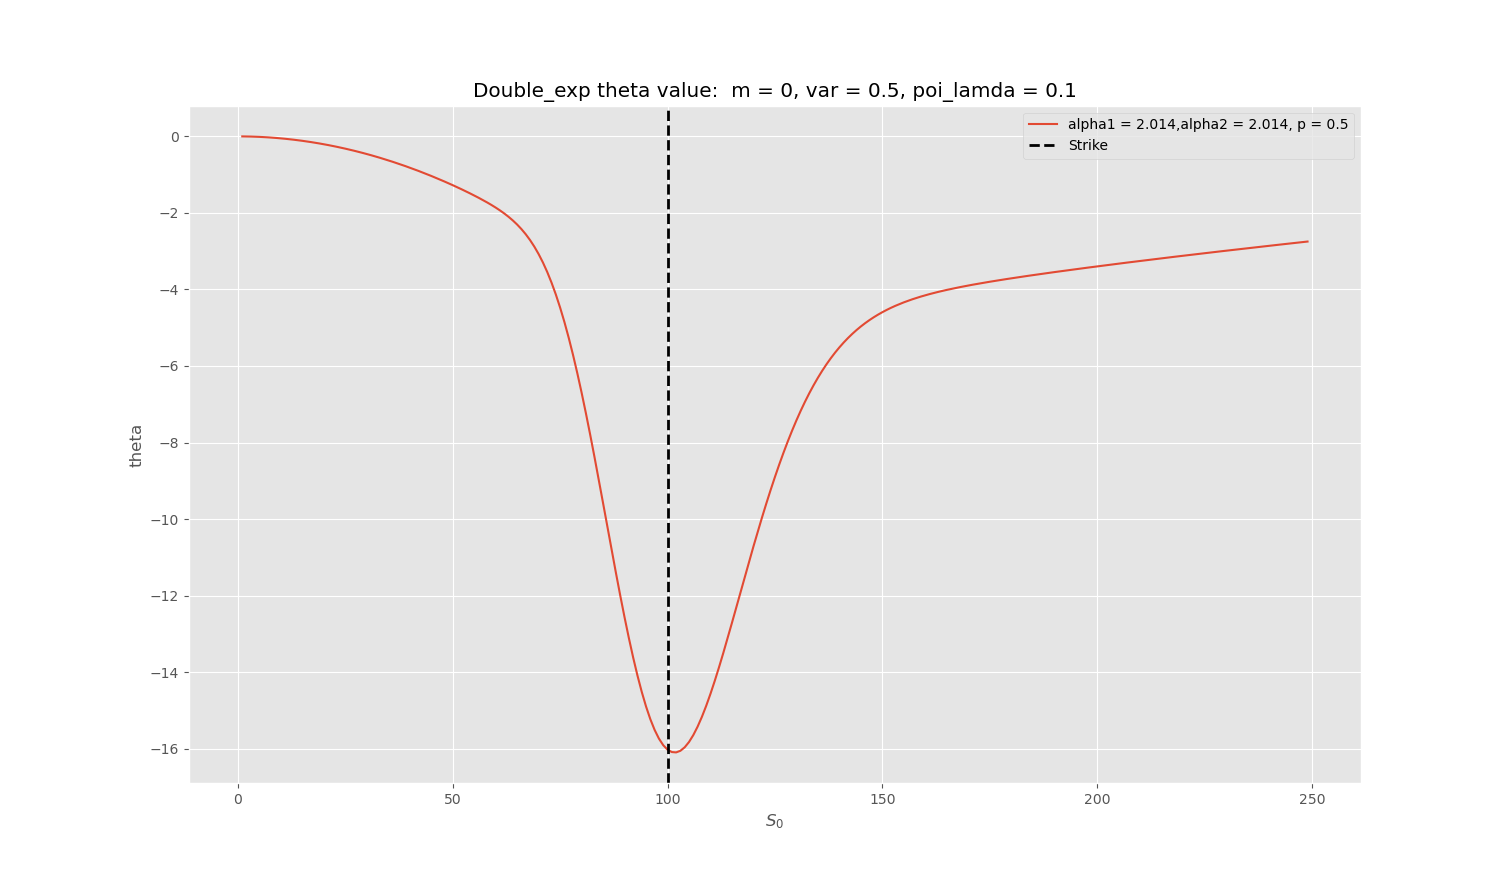 Double_exp theta value:  m = 0, var = 0.5, poi_lamda = 0.1
alpha1 = 2.014,alpha2 = 2.014, p = 0.5
Strike
0
−2
−4
−6
−8
−10
−12
−14
−16
theta
0 50 100 150 200 250
S₀